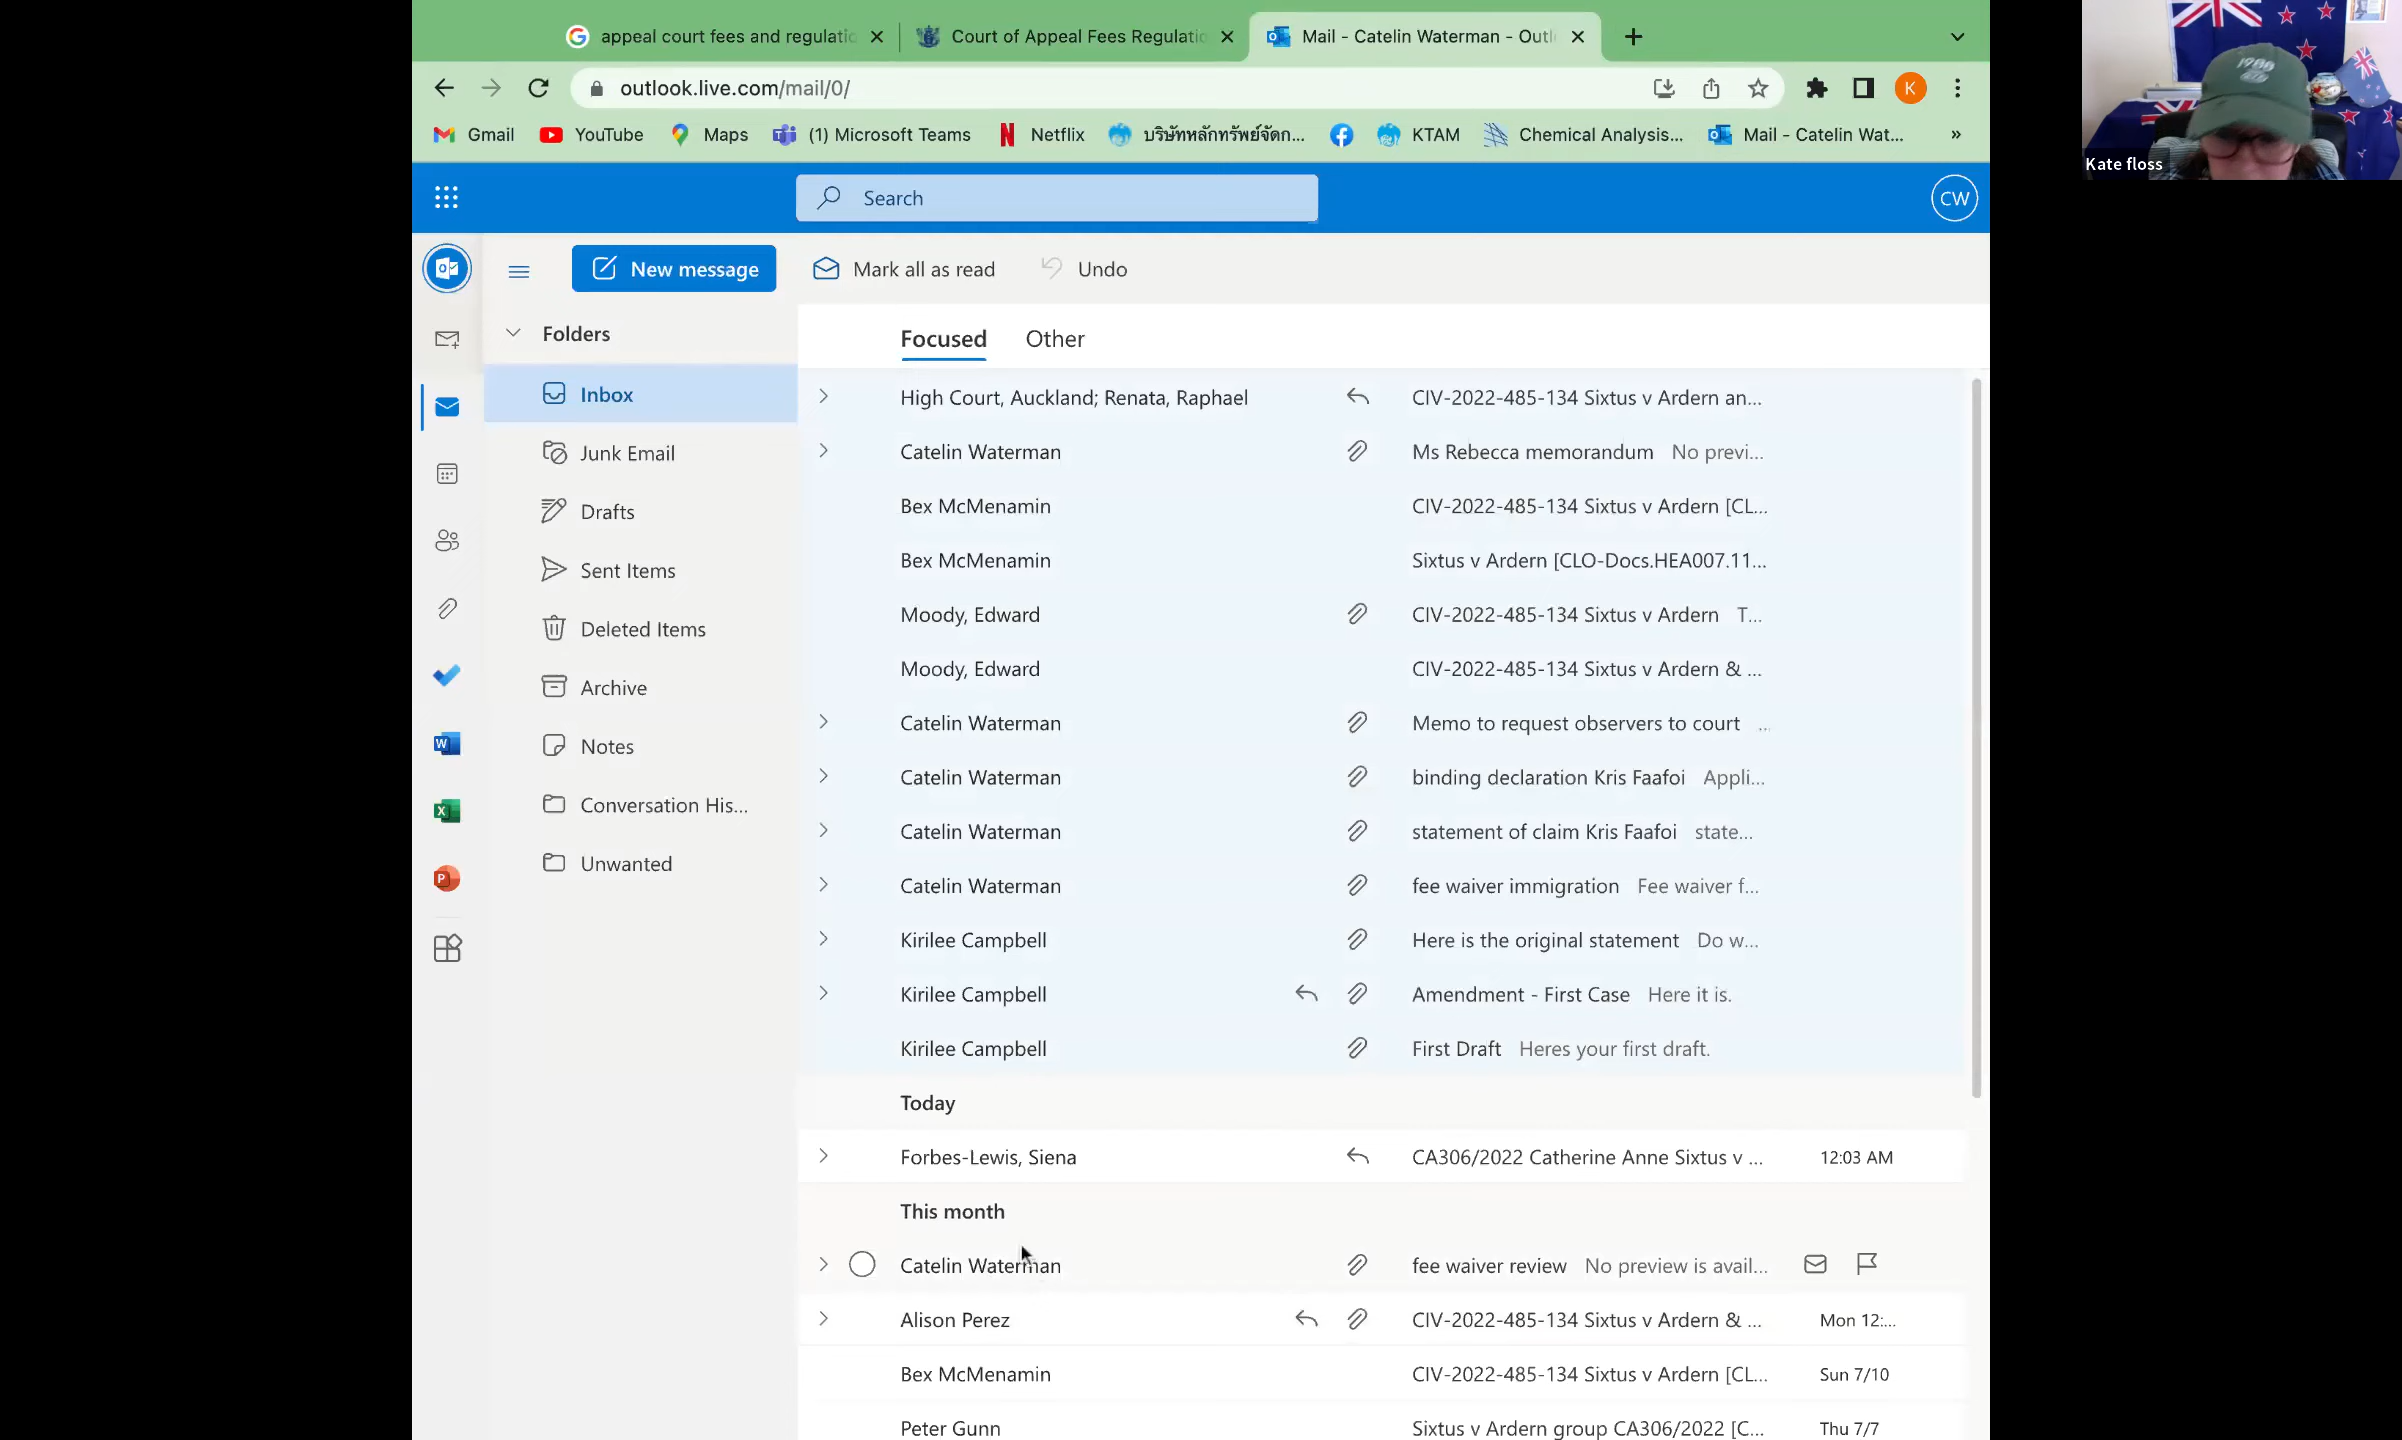 appeal court fees and regulatio
Court of Appeal Fees Regulatio
Mail - Catelin Waterman - Outl
outlook.live.com/mail/0/
K
Gmail
YouTube
Maps
(1) Microsoft Teams
Netflix
บริษัทหลักทรัพย์จัดก...
KTAM
Chemical Analysis...
Mail - Catelin Wat...
»
1980
Kate floss
Search
CW
New message
Mark all as read
Undo
Folders
Inbox
Junk Email
Drafts
Sent Items
Deleted Items
Archive
Notes
Conversation His...
Unwanted
Focused
Other
High Court, Auckland; Renata, Raphael CIV-2022-485-134 Sixtus v Ardern an...
Catelin Waterman Ms Rebecca memorandum No previ...
Bex McMenamin CIV-2022-485-134 Sixtus v Ardern [CL...
Bex McMenamin Sixtus v Ardern [CLO-Docs.HEA007.11...
Moody, Edward CIV-2022-485-134 Sixtus v Ardern T...
Moody, Edward CIV-2022-485-134 Sixtus v Ardern & ...
Catelin Waterman Memo to request observers to court ...
Catelin Waterman binding declaration Kris Faafoi Appli...
Catelin Waterman statement of claim Kris Faafoi state...
Catelin Waterman fee waiver immigration Fee waiver f...
Kirilee Campbell Here is the original statement Do w...
Kirilee Campbell Amendment - First Case Here it is.
Kirilee Campbell First Draft Heres your first draft.
Today
Forbes-Lewis, Siena CA306/2022 Catherine Anne Sixtus v ... 12:03 AM
This month
Catelin Waterman fee waiver review No preview is avail...
Alison Perez CIV-2022-485-134 Sixtus v Ardern & ... Mon 12:...
Bex McMenamin CIV-2022-485-134 Sixtus v Ardern [CL... Sun 7/10
Peter Gunn Sixtus v Ardern group CA306/2022 [C... Thu 7/7